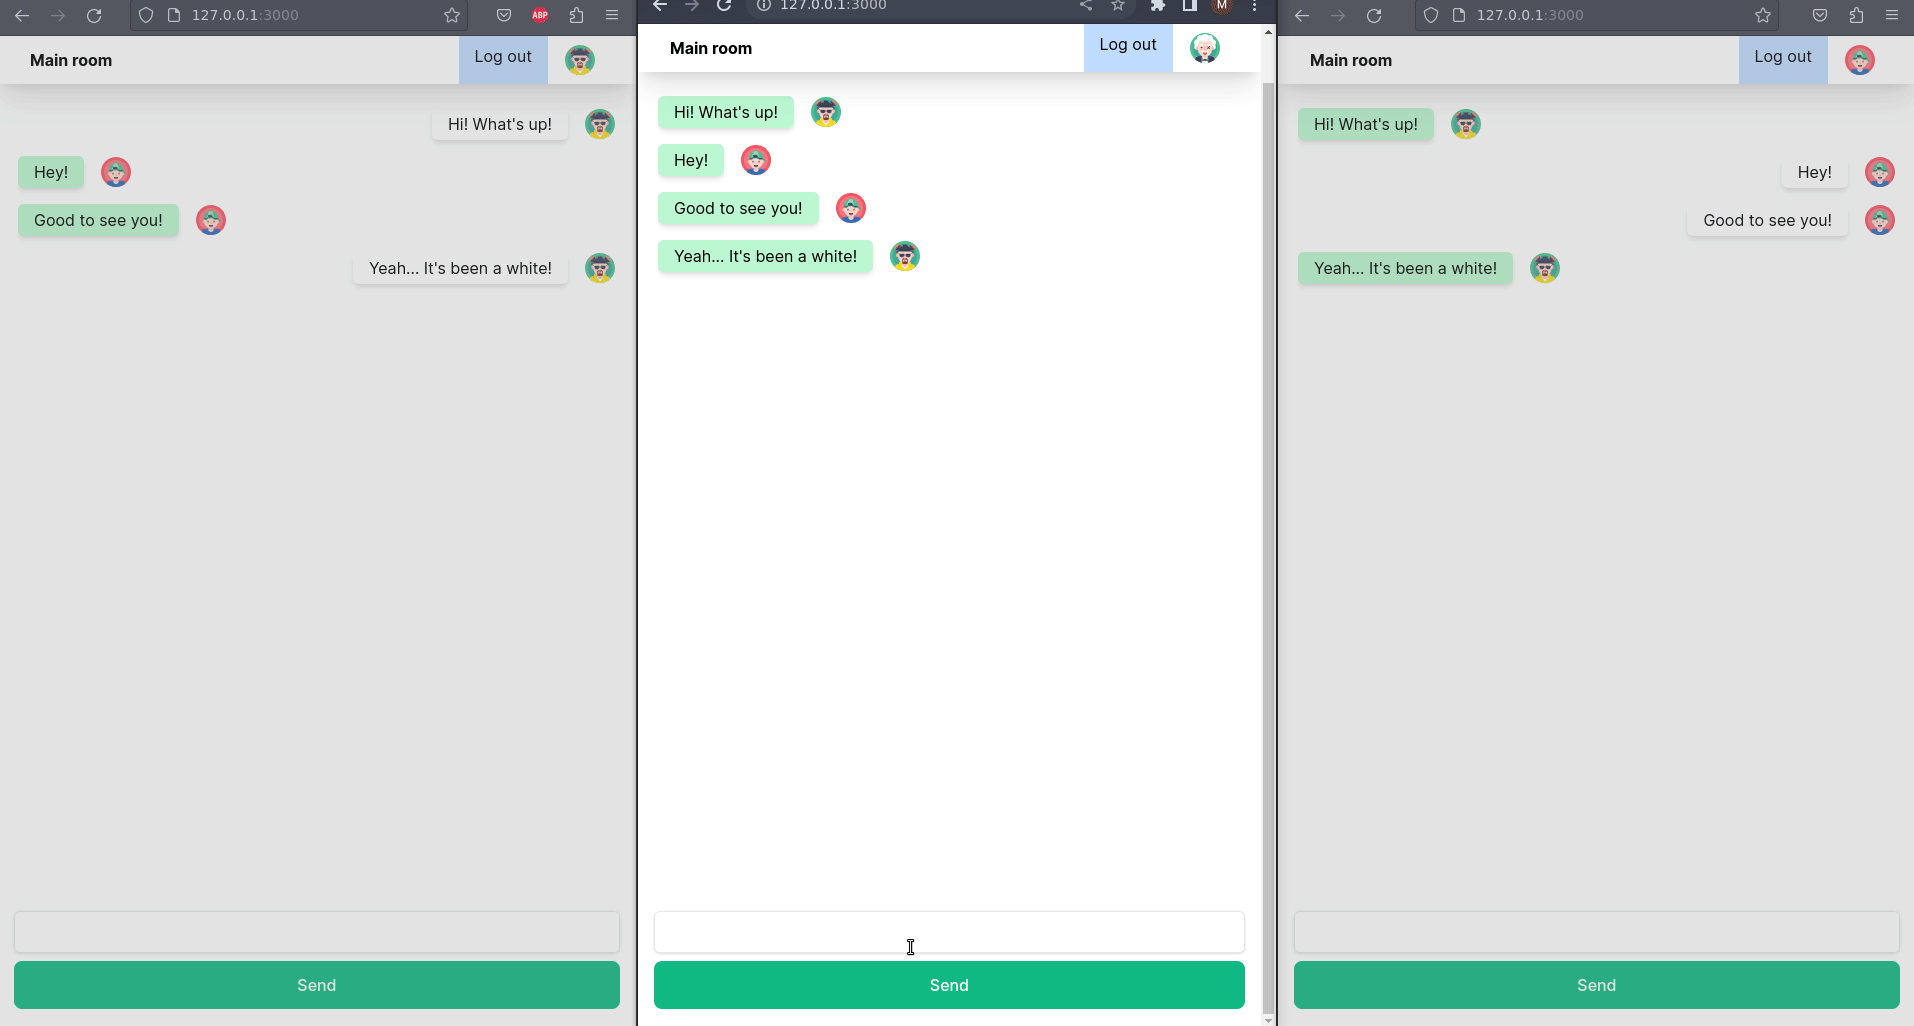 127.0.0.1:3000
ABP
Main room
Log out
Hi! What's up!
Hey!
Good to see you!
Yeah... It's been a white!
Send
127.0.0.1:3000
M
Main room
Log out
Hi! What's up!
Hey!
Good to see you!
Yeah... It's been a white!
Send
127.0.0.1:3000
Main room
Log out
Hi! What's up!
Hey!
Good to see you!
Yeah... It's been a white!
Send